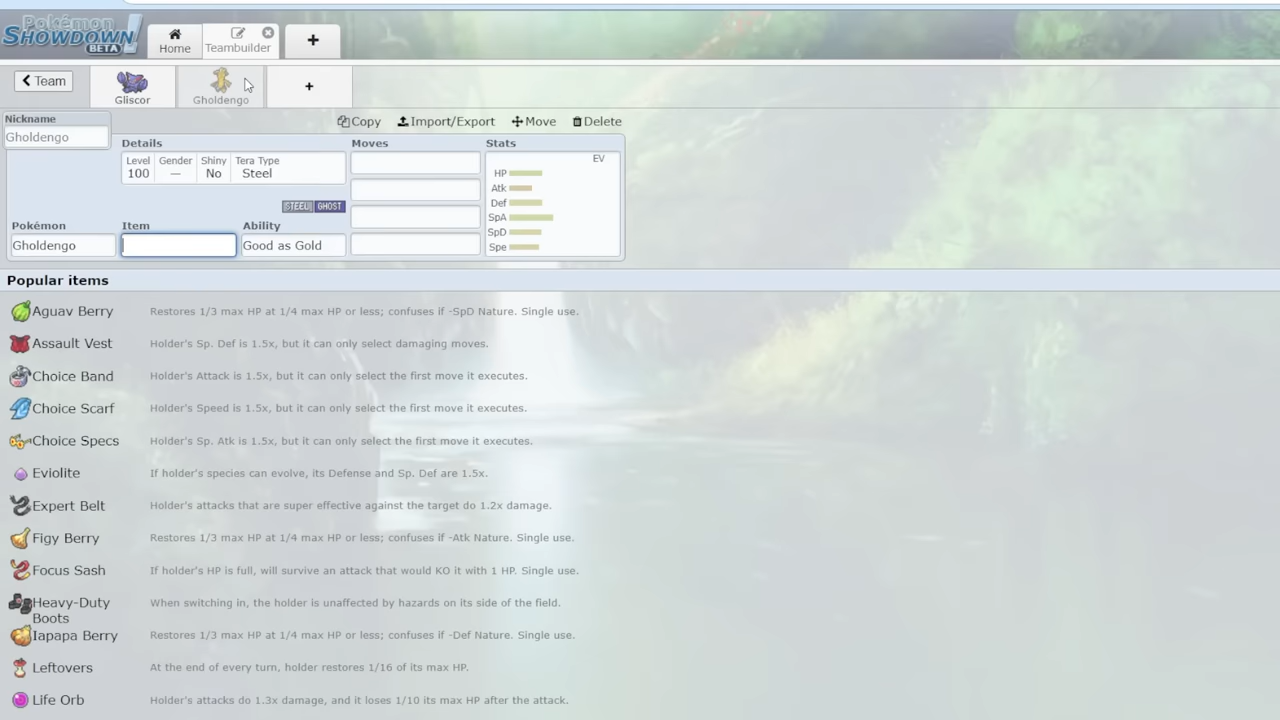 Pokémon
SHOWDOWN!
BETA
Home
Teambuilder
+
Team
Gliscor
Gholdengo
+
Nickname
Gholdengo
Copy
Import/Export
Move
Delete
Details
Moves
Stats
Level
Gender
Shiny
Tera Type
100
—
No
Steel
EV
HP
Atk
Def
SpA
SpD
Spe
STEEL GHOST
Pokémon
Item
Ability
Gholdengo
Good as Gold
Popular items
Aguav Berry Restores 1/3 max HP at 1/4 max HP or less; confuses if -SpD Nature. Single use.
Assault Vest Holder's Sp. Def is 1.5x, but it can only select damaging moves.
Choice Band Holder's Attack is 1.5x, but it can only select the first move it executes.
Choice Scarf Holder's Speed is 1.5x, but it can only select the first move it executes.
Choice Specs Holder's Sp. Atk is 1.5x, but it can only select the first move it executes.
Eviolite If holder's species can evolve, its Defense and Sp. Def are 1.5x.
Expert Belt Holder's attacks that are super effective against the target do 1.2x damage.
Figy Berry Restores 1/3 max HP at 1/4 max HP or less; confuses if -Atk Nature. Single use.
Focus Sash If holder's HP is full, will survive an attack that would KO it with 1 HP. Single use.
Heavy-Duty Boots When switching in, the holder is unaffected by hazards on its side of the field.
Iapapa Berry Restores 1/3 max HP at 1/4 max HP or less; confuses if -Def Nature. Single use.
Leftovers At the end of every turn, holder restores 1/16 of its max HP.
Life Orb Holder's attacks do 1.3x damage, and it loses 1/10 its max HP after the attack.